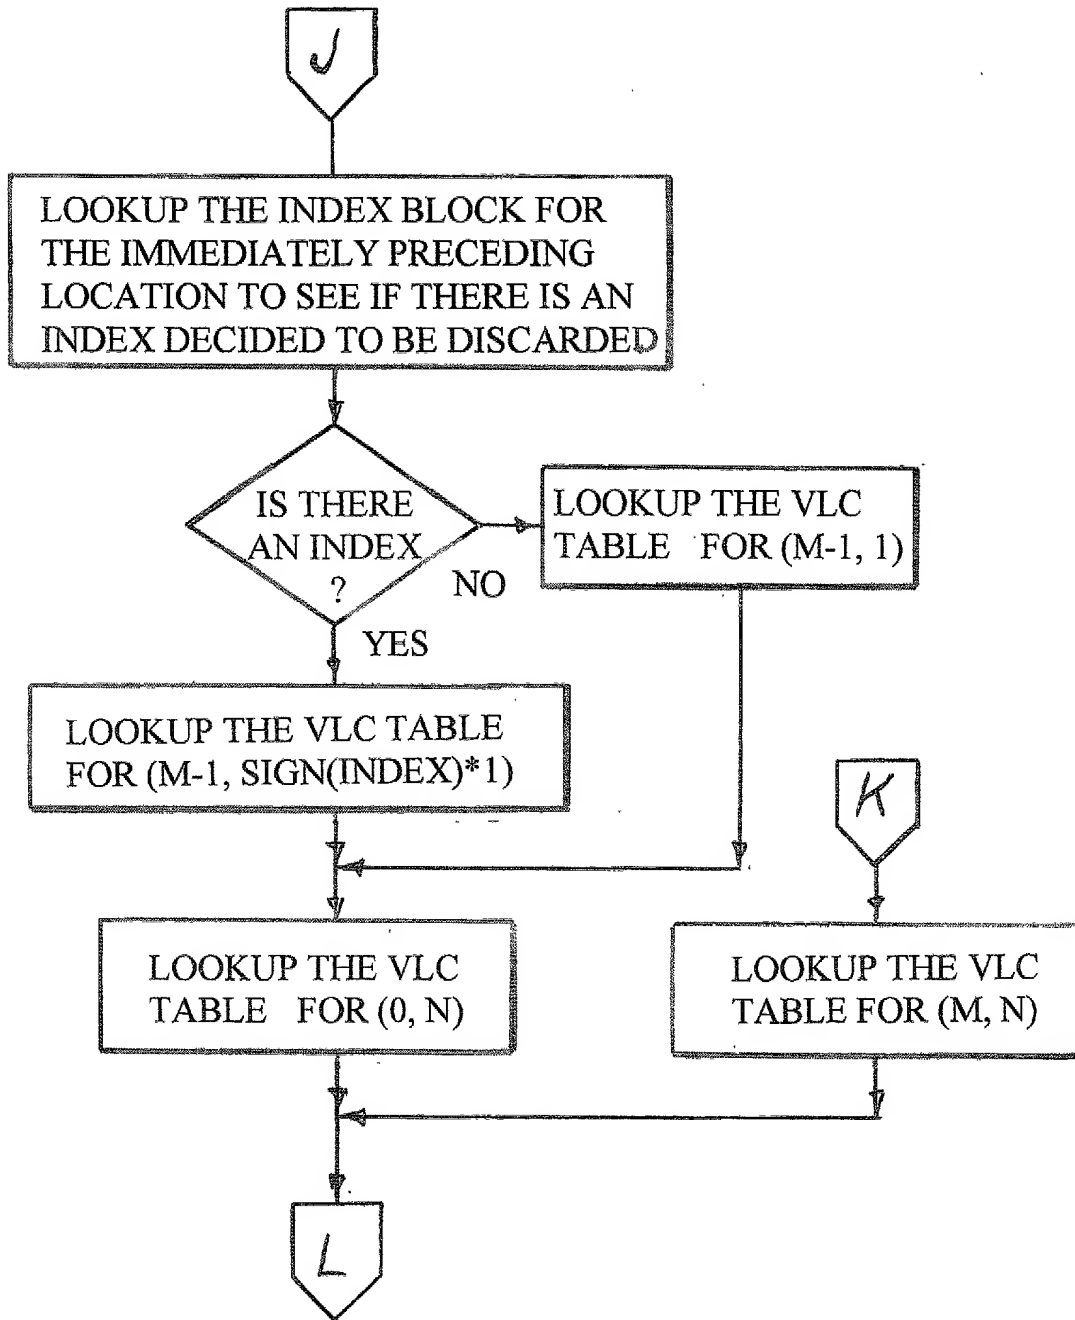 J
LOOKUP THE INDEX BLOCK FOR
THE IMMEDIATELY PRECEDING
LOCATION TO SEE IF THERE IS AN
INDEX DECIDED TO BE DISCARDED
IS THERE
AN INDEX
?
NO
LOOKUP THE VLC
TABLE FOR (M-1, 1)
YES
LOOKUP THE VLC TABLE
FOR (M-1, SIGN(INDEX)*1)
K
LOOKUP THE VLC
TABLE FOR (0, N)
LOOKUP THE VLC
TABLE FOR (M, N)
L